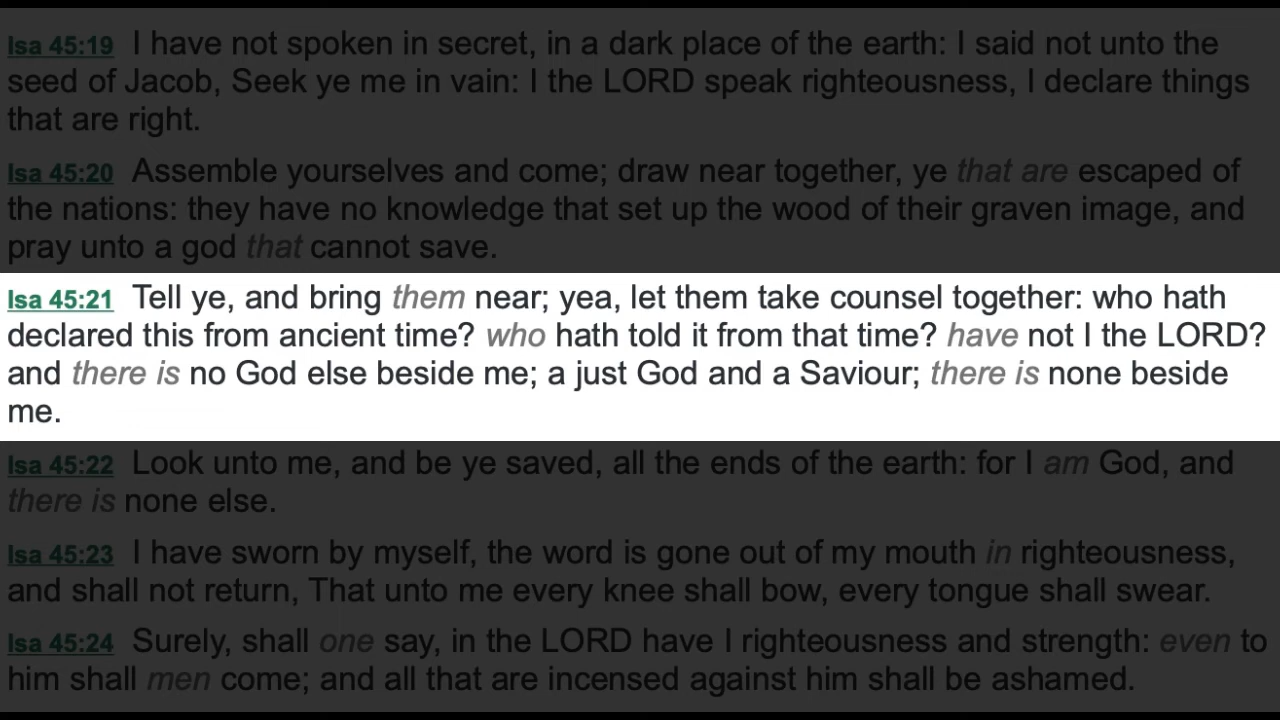 Isa 45:19 I have not spoken in secret, in a dark place of the earth: I said not unto the
seed of Jacob, Seek ye me in vain: I the LORD speak righteousness, I declare things
that are right.
Isa 45:20 Assemble yourselves and come; draw near together, ye that are escaped of
the nations: they have no knowledge that set up the wood of their graven image, and
pray unto a god that cannot save.
Isa 45:21 Tell ye, and bring them near; yea, let them take counsel together: who hath
declared this from ancient time? who hath told it from that time? have not I the LORD?
and there is no God else beside me; a just God and a Saviour; there is none beside
me.
Isa 45:22 Look unto me, and be ye saved, all the ends of the earth: for I am God, and
there is none else.
Isa 45:23 I have sworn by myself, the word is gone out of my mouth in righteousness,
and shall not return, That unto me every knee shall bow, every tongue shall swear.
Isa 45:24 Surely, shall one say, in the LORD have I righteousness and strength: even to
him shall men come; and all that are incensed against him shall be ashamed.